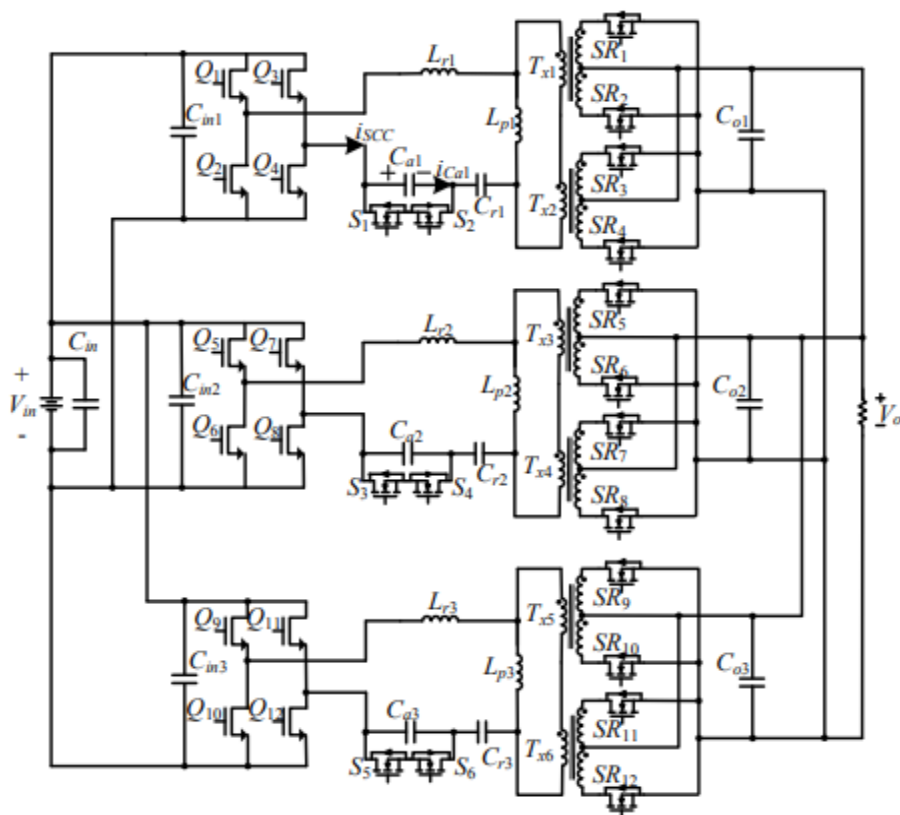 Q1 Q3
Lr1
Tx1
SR1
SR2
Cin1
Lp1
Co1
iSCC
Q2 Q4
+ Ca1 − iCa1
Cr1
S1 S2
Tx2
SR3
SR4
Cin
+
Vin
-
Q5 Q7
Lr2
Tx3
SR5
SR6
Cin2
Lp2
Co2
+
Vo
-
Q6 Q8
Ca2
Cr2
S3 S4
Tx4
SR7
SR8
Q9 Q11
Lr3
Tx5
SR9
SR10
Cin3
Lp3
Co3
Q10 Q12
Ca3
Cr3
S5 S6
Tx6
SR11
SR12